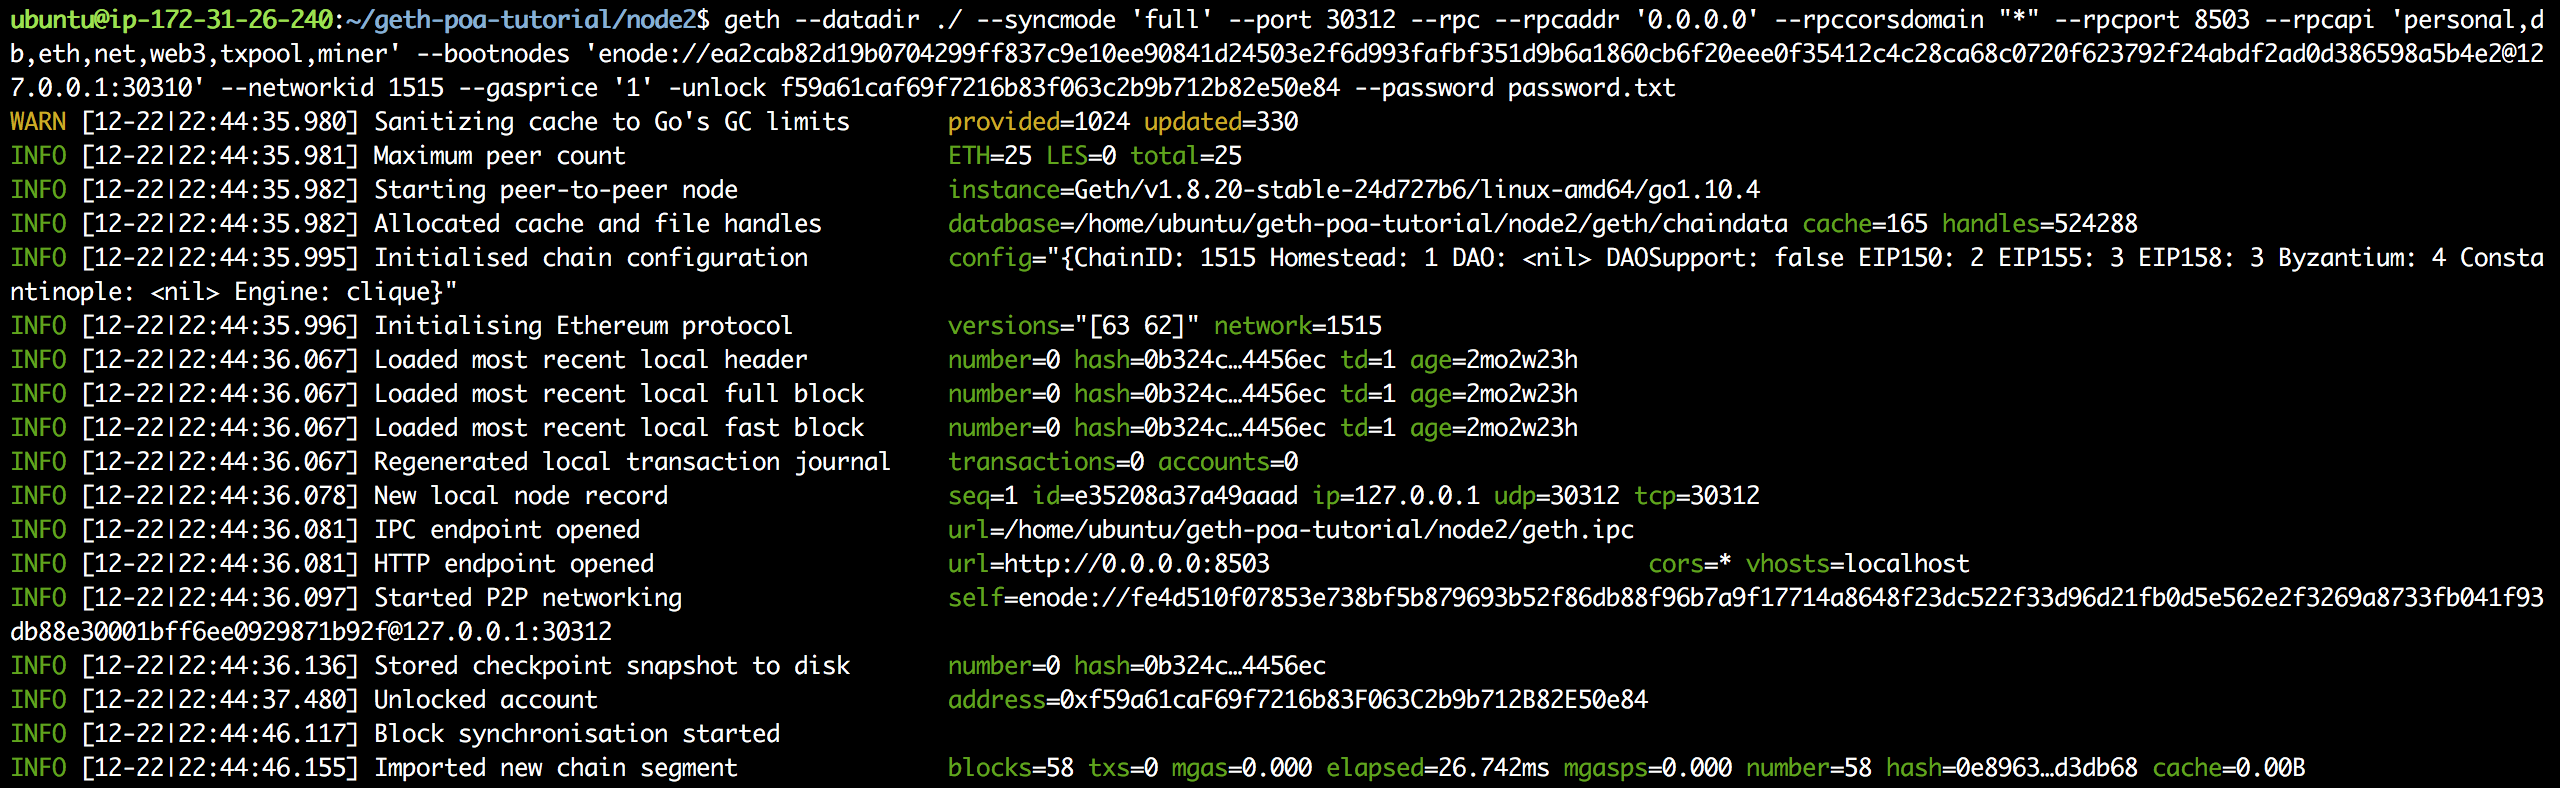 ubuntu@ip-172-31-26-240:~/geth-poa-tutorial/node2$ geth --datadir ./ --syncmode 'full' --port 30312 --rpc --rpcaddr '0.0.0.0' --rpccorsdomain "*" --rpcport 8503 --rpcapi 'personal,d
b,eth,net,web3,txpool,miner' --bootnodes 'enode://ea2cab82d19b0704299ff837c9e10ee90841d24503e2f6d993fafbf351d9b6a1860cb6f20eee0f35412c4c28ca68c0720f623792f24abdf2ad0d386598a5b4e2@12
7.0.0.1:30310' --networkid 1515 --gasprice '1' -unlock f59a61caf69f7216b83f063c2b9b712b82e50e84 --password password.txt
WARN [12-22|22:44:35.980] Sanitizing cache to Go's GC limits       provided=1024 updated=330
INFO [12-22|22:44:35.981] Maximum peer count                       ETH=25 LES=0 total=25
INFO [12-22|22:44:35.982] Starting peer-to-peer node               instance=Geth/v1.8.20-stable-24d727b6/linux-amd64/go1.10.4
INFO [12-22|22:44:35.982] Allocated cache and file handles         database=/home/ubuntu/geth-poa-tutorial/node2/geth/chaindata cache=165 handles=524288
INFO [12-22|22:44:35.995] Initialised chain configuration          config="{ChainID: 1515 Homestead: 1 DAO: <nil> DAOSupport: false EIP150: 2 EIP155: 3 EIP158: 3 Byzantium: 4 Consta
ntinople: <nil> Engine: clique}"
INFO [12-22|22:44:35.996] Initialising Ethereum protocol           versions="[63 62]" network=1515
INFO [12-22|22:44:36.067] Loaded most recent local header          number=0 hash=0b324c…4456ec td=1 age=2mo2w23h
INFO [12-22|22:44:36.067] Loaded most recent local full block      number=0 hash=0b324c…4456ec td=1 age=2mo2w23h
INFO [12-22|22:44:36.067] Loaded most recent local fast block      number=0 hash=0b324c…4456ec td=1 age=2mo2w23h
INFO [12-22|22:44:36.067] Regenerated local transaction journal    transactions=0 accounts=0
INFO [12-22|22:44:36.078] New local node record                    seq=1 id=e35208a37a49aaad ip=127.0.0.1 udp=30312 tcp=30312
INFO [12-22|22:44:36.081] IPC endpoint opened                      url=/home/ubuntu/geth-poa-tutorial/node2/geth.ipc
INFO [12-22|22:44:36.081] HTTP endpoint opened                     url=http://0.0.0.0:8503                           cors=* vhosts=localhost
INFO [12-22|22:44:36.097] Started P2P networking                   self=enode://fe4d510f07853e738bf5b879693b52f86db88f96b7a9f17714a8648f23dc522f33d96d21fb0d5e562e2f3269a8733fb041f93
db88e30001bff6ee0929871b92f@127.0.0.1:30312
INFO [12-22|22:44:36.136] Stored checkpoint snapshot to disk       number=0 hash=0b324c…4456ec
INFO [12-22|22:44:37.480] Unlocked account                         address=0xf59a61caF69f7216b83F063C2b9b712B82E50e84
INFO [12-22|22:44:46.117] Block synchronisation started
INFO [12-22|22:44:46.155] Imported new chain segment               blocks=58 txs=0 mgas=0.000 elapsed=26.742ms mgasps=0.000 number=58 hash=0e8963…d3db68 cache=0.00B